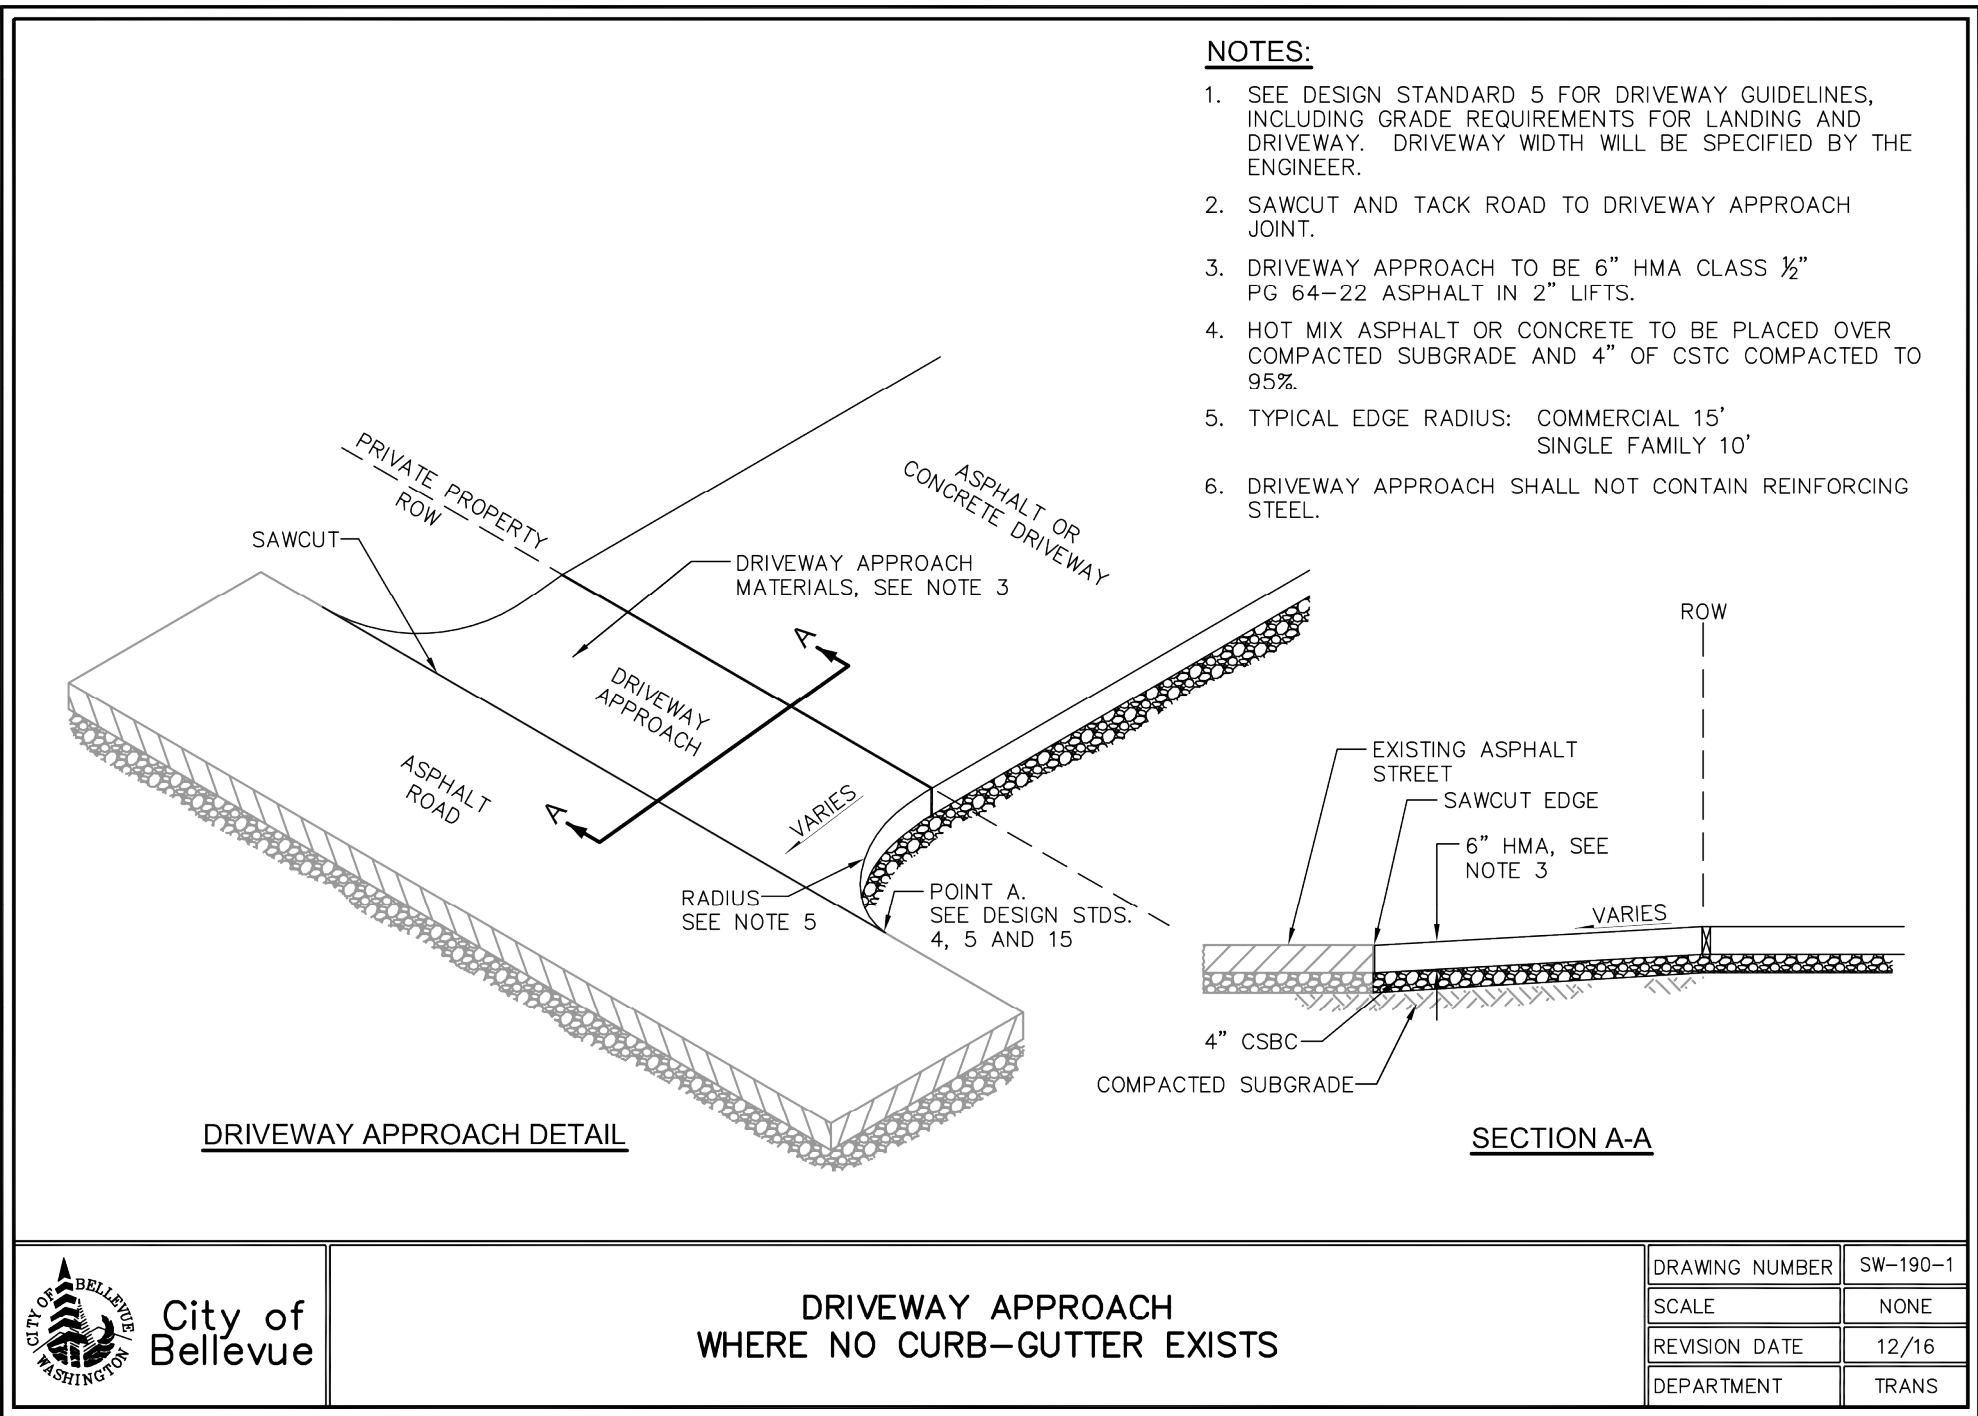 NOTES:
1. SEE DESIGN STANDARD 5 FOR DRIVEWAY GUIDELINES,
INCLUDING GRADE REQUIREMENTS FOR LANDING AND
DRIVEWAY. DRIVEWAY WIDTH WILL BE SPECIFIED BY THE
ENGINEER.
2. SAWCUT AND TACK ROAD TO DRIVEWAY APPROACH
JOINT.
3. DRIVEWAY APPROACH TO BE 6" HMA CLASS ½"
PG 64-22 ASPHALT IN 2" LIFTS.
4. HOT MIX ASPHALT OR CONCRETE TO BE PLACED OVER
COMPACTED SUBGRADE AND 4" OF CSTC COMPACTED TO
95%.
5. TYPICAL EDGE RADIUS: COMMERCIAL 15'
SINGLE FAMILY 10'
6. DRIVEWAY APPROACH SHALL NOT CONTAIN REINFORCING
STEEL.
PRIVATE PROPERTY
ROW
SAWCUT
ASPHALT OR
CONCRETE DRIVEWAY
DRIVEWAY APPROACH
MATERIALS, SEE NOTE 3
A
DRIVEWAY
APPROACH
A
ASPHALT
ROAD
VARIES
RADIUS
SEE NOTE 5
POINT A.
SEE DESIGN STDS.
4, 5 AND 15
DRIVEWAY APPROACH DETAIL
ROW
EXISTING ASPHALT
STREET
SAWCUT EDGE
6" HMA, SEE
NOTE 3
VARIES
4" CSBC
COMPACTED SUBGRADE
SECTION A-A
CITY OF BELLEVUE
WASHINGTON
City of
Bellevue
DRIVEWAY APPROACH
WHERE NO CURB-GUTTER EXISTS
DRAWING NUMBER SW-190-1
SCALE NONE
REVISION DATE 12/16
DEPARTMENT TRANS